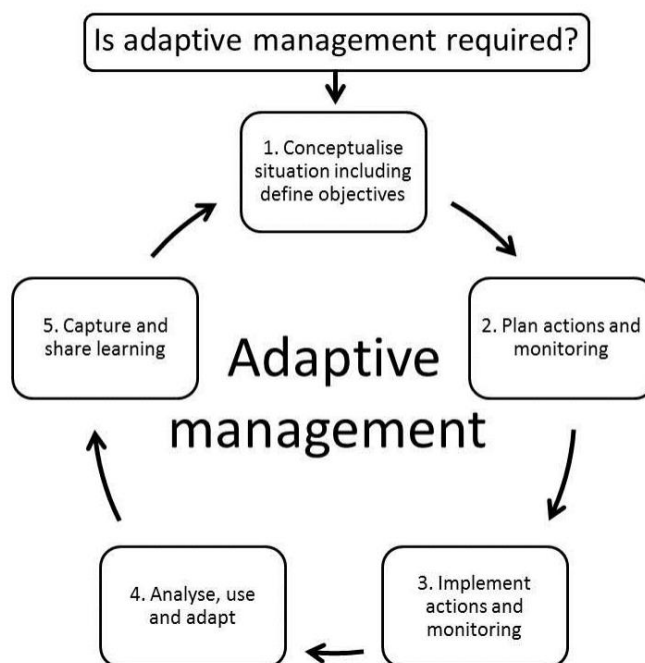 Is adaptive management required?
1. Conceptualise
situation including
define objectives
2. Plan actions and
monitoring
3. Implement
actions and
monitoring
4. Analyse, use
and adapt
5. Capture and
share learning
Adaptive
management